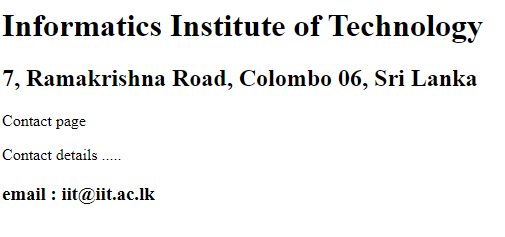 Informatics Institute of Technology
7, Ramakrishna Road, Colombo 06, Sri Lanka
Contact page
Contact details .....
email : iit@iit.ac.lk